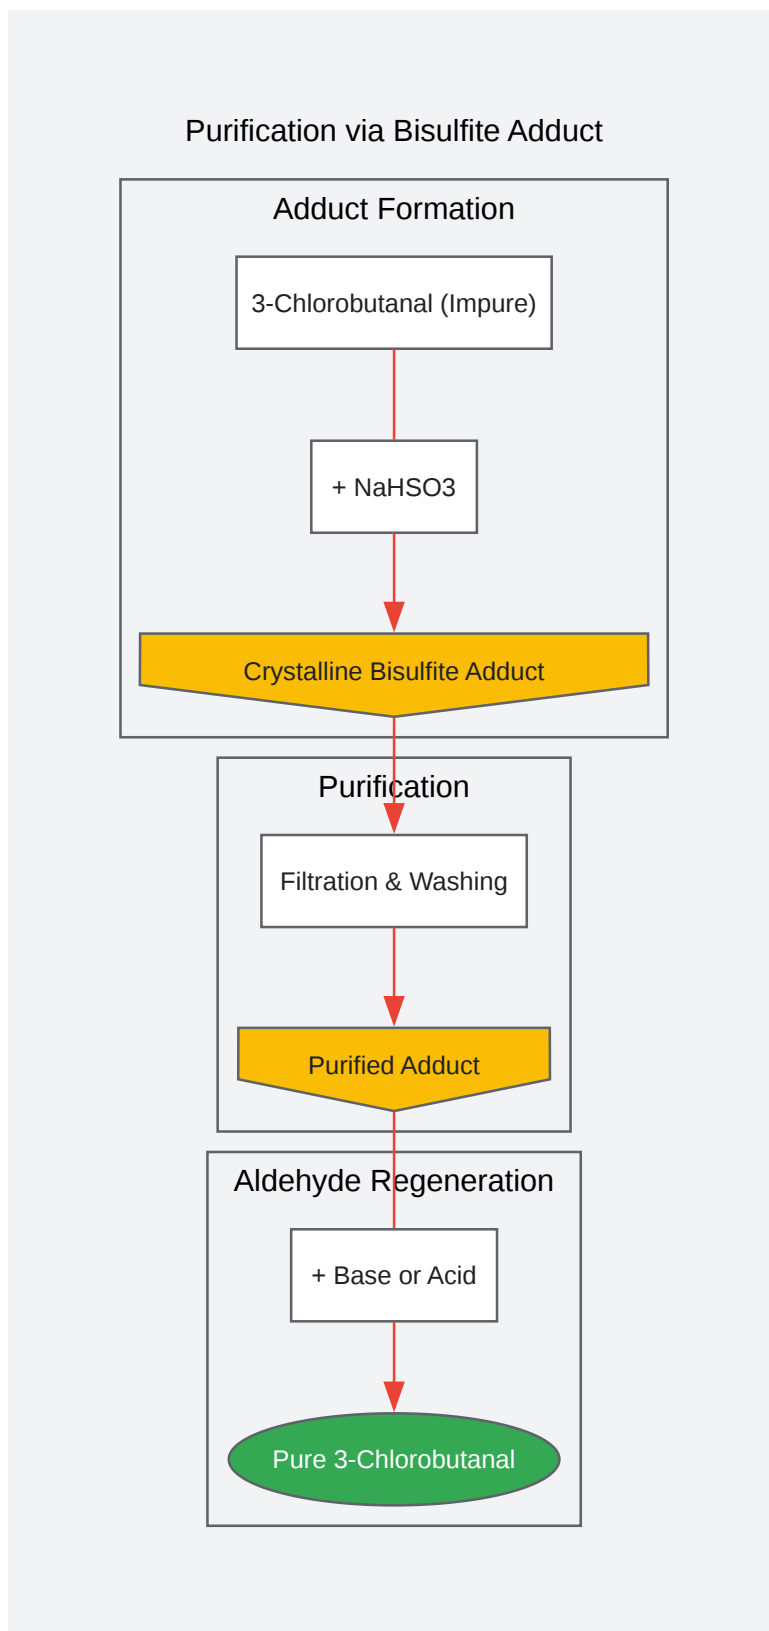 Purification via Bisulfite Adduct
Adduct Formation
3-Chlorobutanal (Impure)
+ NaHSO3
Crystalline Bisulfite Adduct
Purification
Filtration & Washing
Purified Adduct
Aldehyde Regeneration
+ Base or Acid
Pure 3-Chlorobutanal